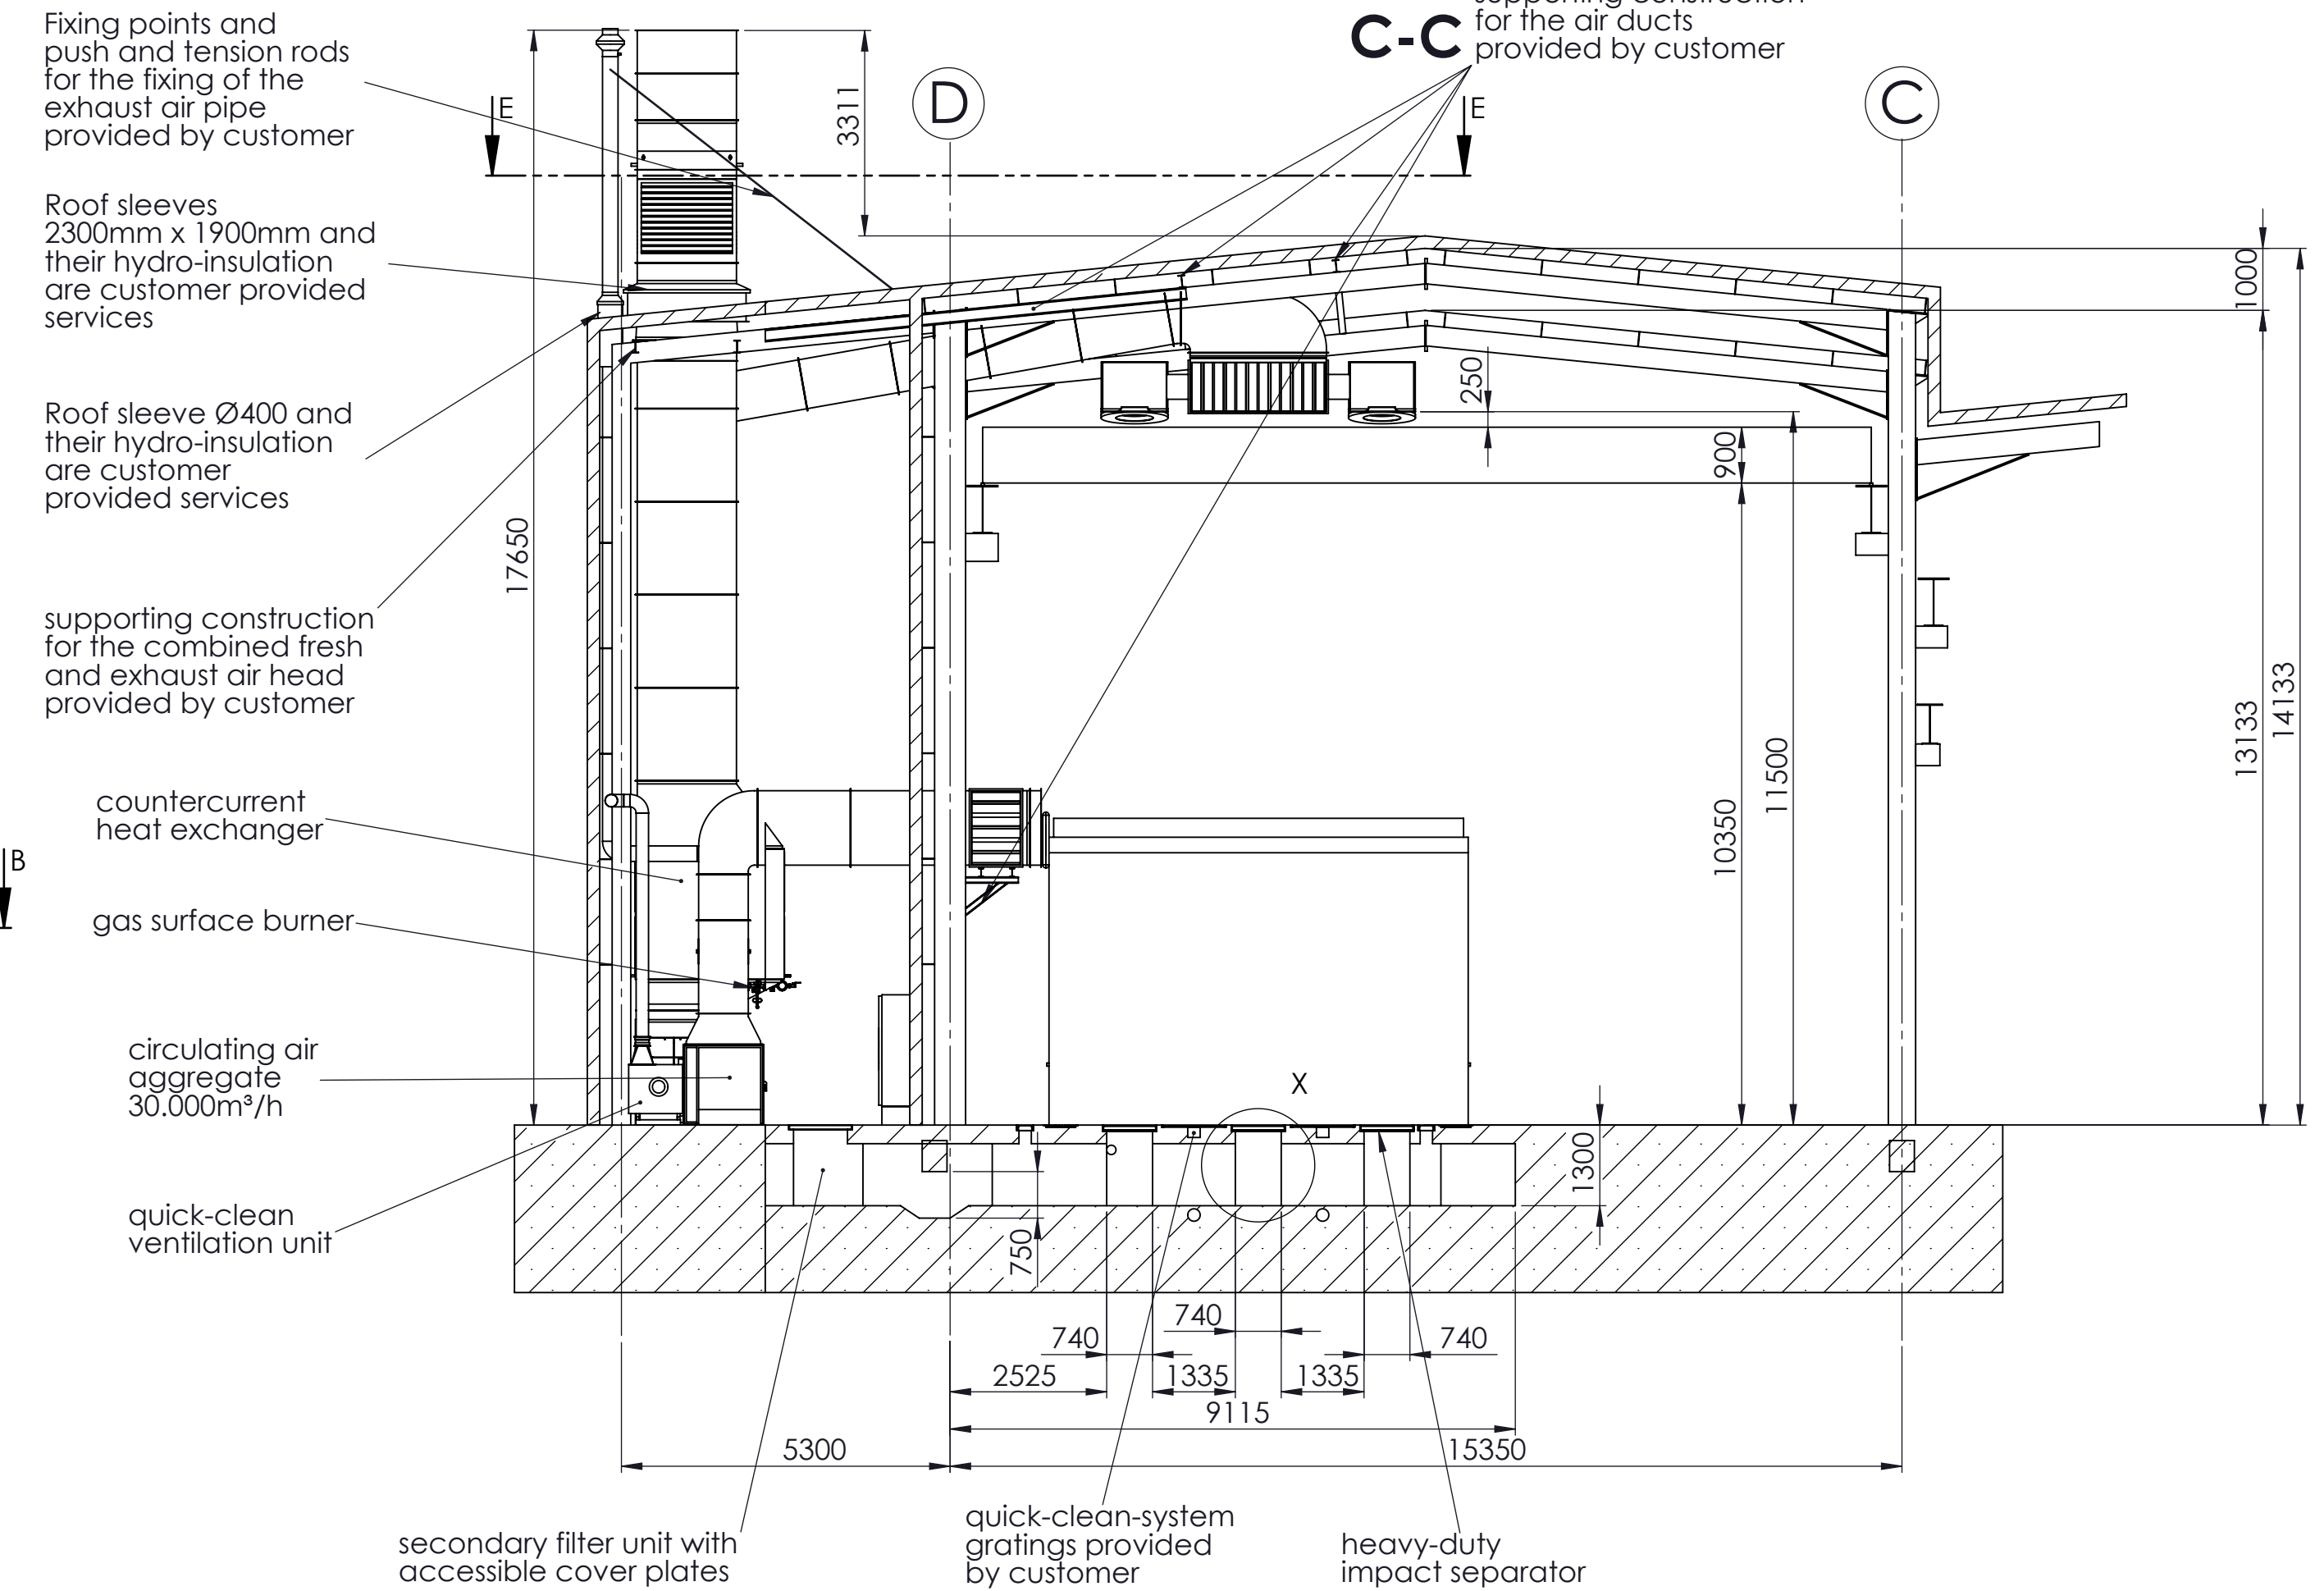 Fixing points and
push and tension rods
for the fixing of the
exhaust air pipe
provided by customer
Roof sleeves
2300mm x 1900mm and
their hydro-insulation
are customer provided
services
Roof sleeve Ø400 and
their hydro-insulation
are customer
provided services
supporting construction
for the combined fresh
and exhaust air head
provided by customer
countercurrent
heat exchanger
B
gas surface burner
circulating air
aggregate
30.000m³/h
quick-clean
ventilation unit
C-C
supporting construction
for the air ducts
provided by customer
E
E
D
C
3311
17650
1000
250
900
14133
13133
11500
10350
X
1300
750
740
740
740
2525
1335
1335
9115
5300
15350
secondary filter unit with
accessible cover plates
quick-clean-system
gratings provided
by customer
heavy-duty
impact separator